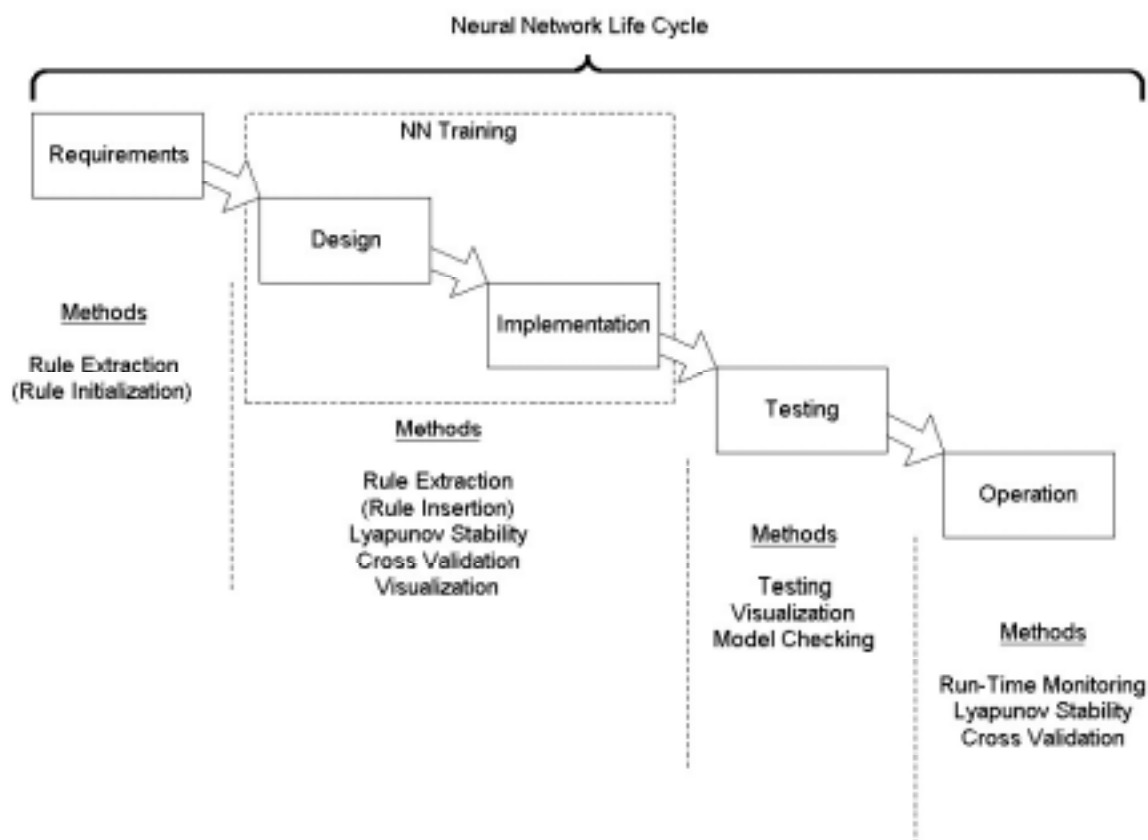 Neural Network Life Cycle
Requirements
NN Training
Design
Implementation
Testing
Operation
Methods
Rule Extraction
(Rule Initialization)
Methods
Rule Extraction
(Rule Insertion)
Lyapunov Stability
Cross Validation
Visualization
Methods
Testing
Visualization
Model Checking
Methods
Run-Time Monitoring
Lyapunov Stability
Cross Validation